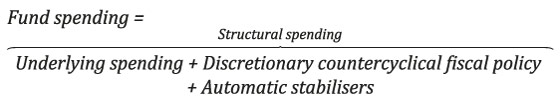 Fund spending =
Structural spending
Underlying spending + Discretionary countercyclical fiscal policy
+ Automatic stabilisers